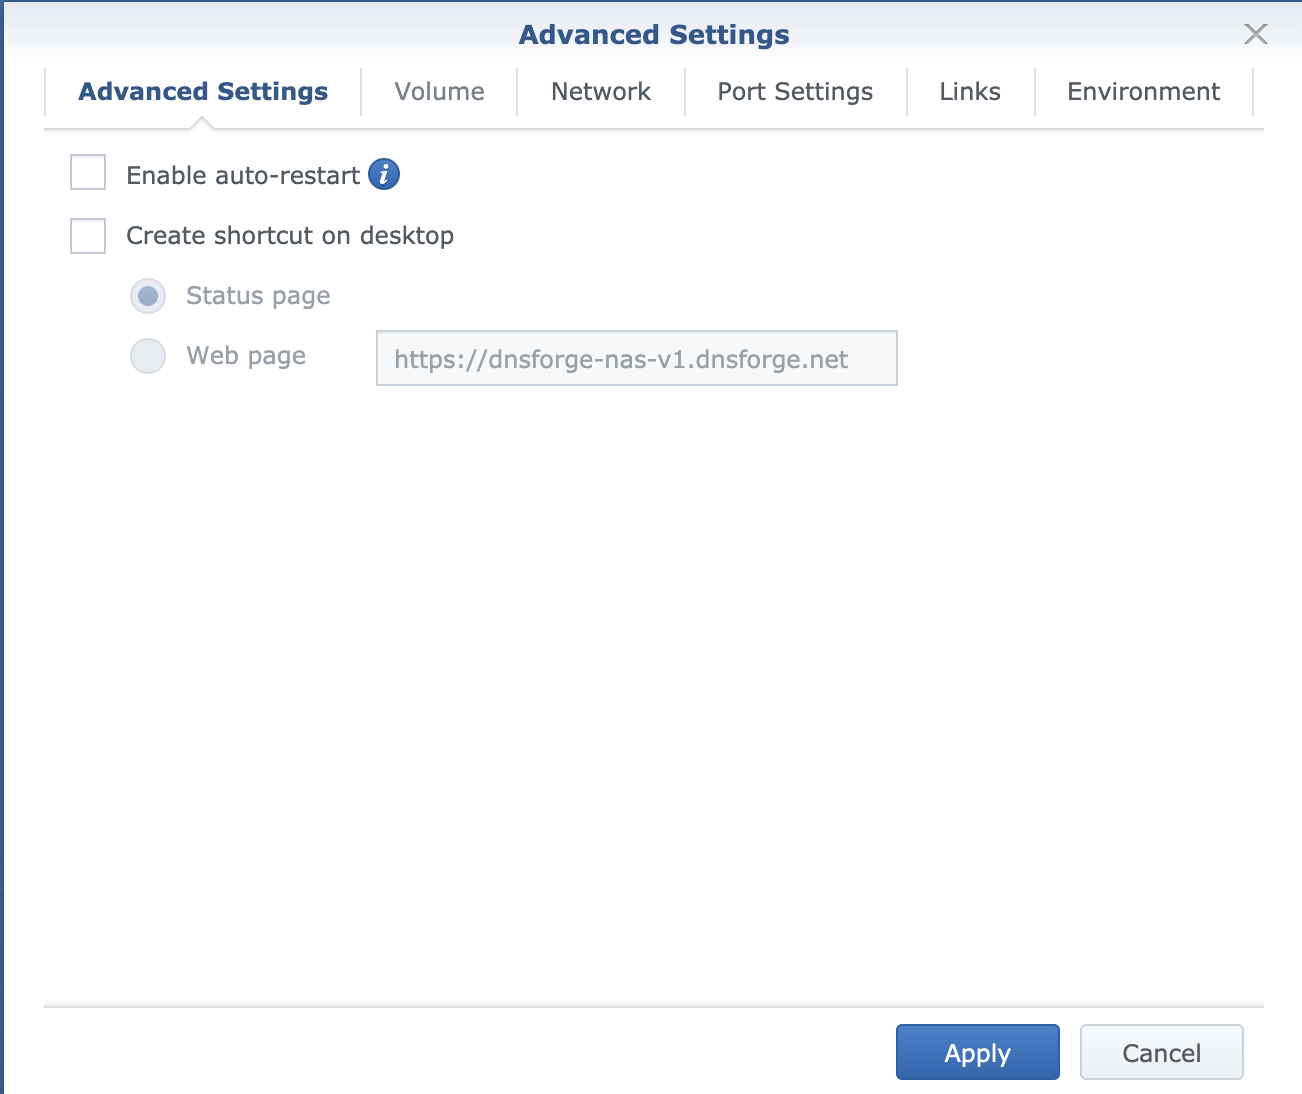 Advanced Settings
Advanced Settings Volume Network Port Settings Links Environment
Enable auto-restart i
Create shortcut on desktop
Status page
Web page https://dnsforge-nas-v1.dnsforge.net
Apply Cancel